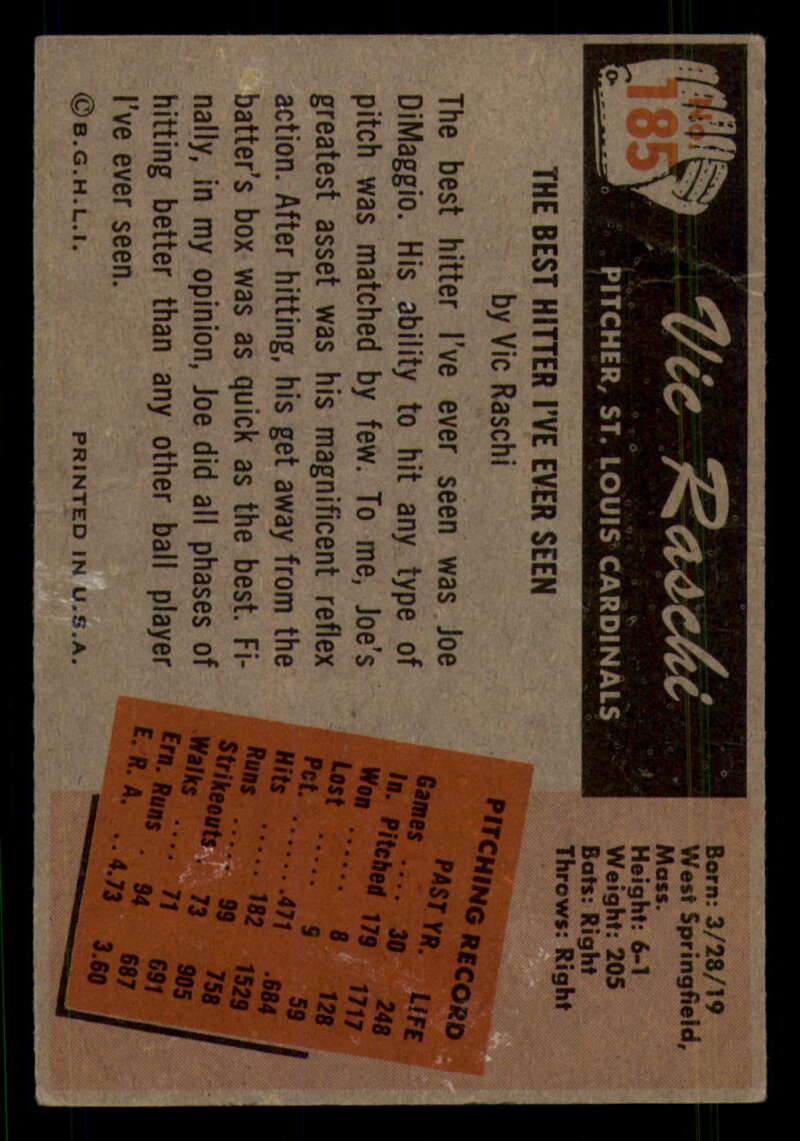 No.
185
Vic Raschi
PITCHER, ST. LOUIS CARDINALS
Born: 3/28/19
West Springfield,
Mass.
Height: 6-1
Weight: 205
Bats: Right
Throws: Right
THE BEST HITTER I'VE EVER SEEN
by Vic Raschi
The best hitter I've ever seen was Joe
DiMaggio. His ability to hit any type of
pitch was matched by few. To me, Joe's
greatest asset was his magnificent reflex
action. After hitting, his get away from the
batter's box was as quick as the best. Fi-
nally, in my opinion, Joe did all phases of
hitting better than any other ball player
I've ever seen.
©B.G.H.L.I. PRINTED IN U.S.A.
PITCHING RECORD
PAST YR. LIFE
Games .... 30 248
In. Pitched 179 1717
Won ...... 8 128
Lost ..... 9 59
Pct. .......471 .684
Hits ...... 182 1529
Runs ..... 99 758
Strikeouts . 73 905
Walks .... 71 691
Ern. Runs . 94 687
E. R. A. .. 4.73 3.60